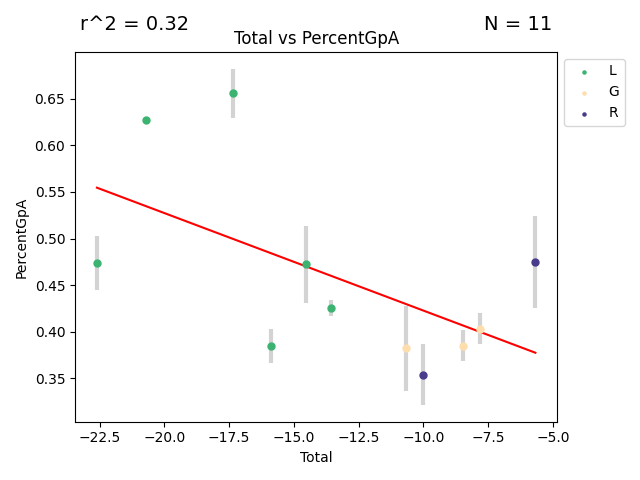 r^2 = 0.32
N = 11
Total vs PercentGpA
L
G
R
PercentGpA
0.65
0.60
0.55
0.50
0.45
0.40
0.35
−22.5
−20.0
−17.5
−15.0
−12.5
−10.0
−7.5
−5.0
Total